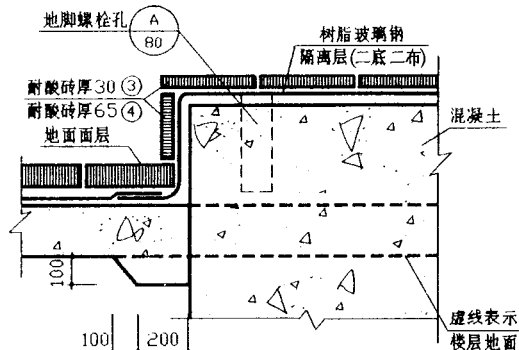 地脚螺栓孔
A
80
树脂玻璃钢
隔离层(二底二布)
耐酸砖厚30③
耐酸砖厚65④
地面面层
混凝土
100
100
200
虚线表示
楼层地面